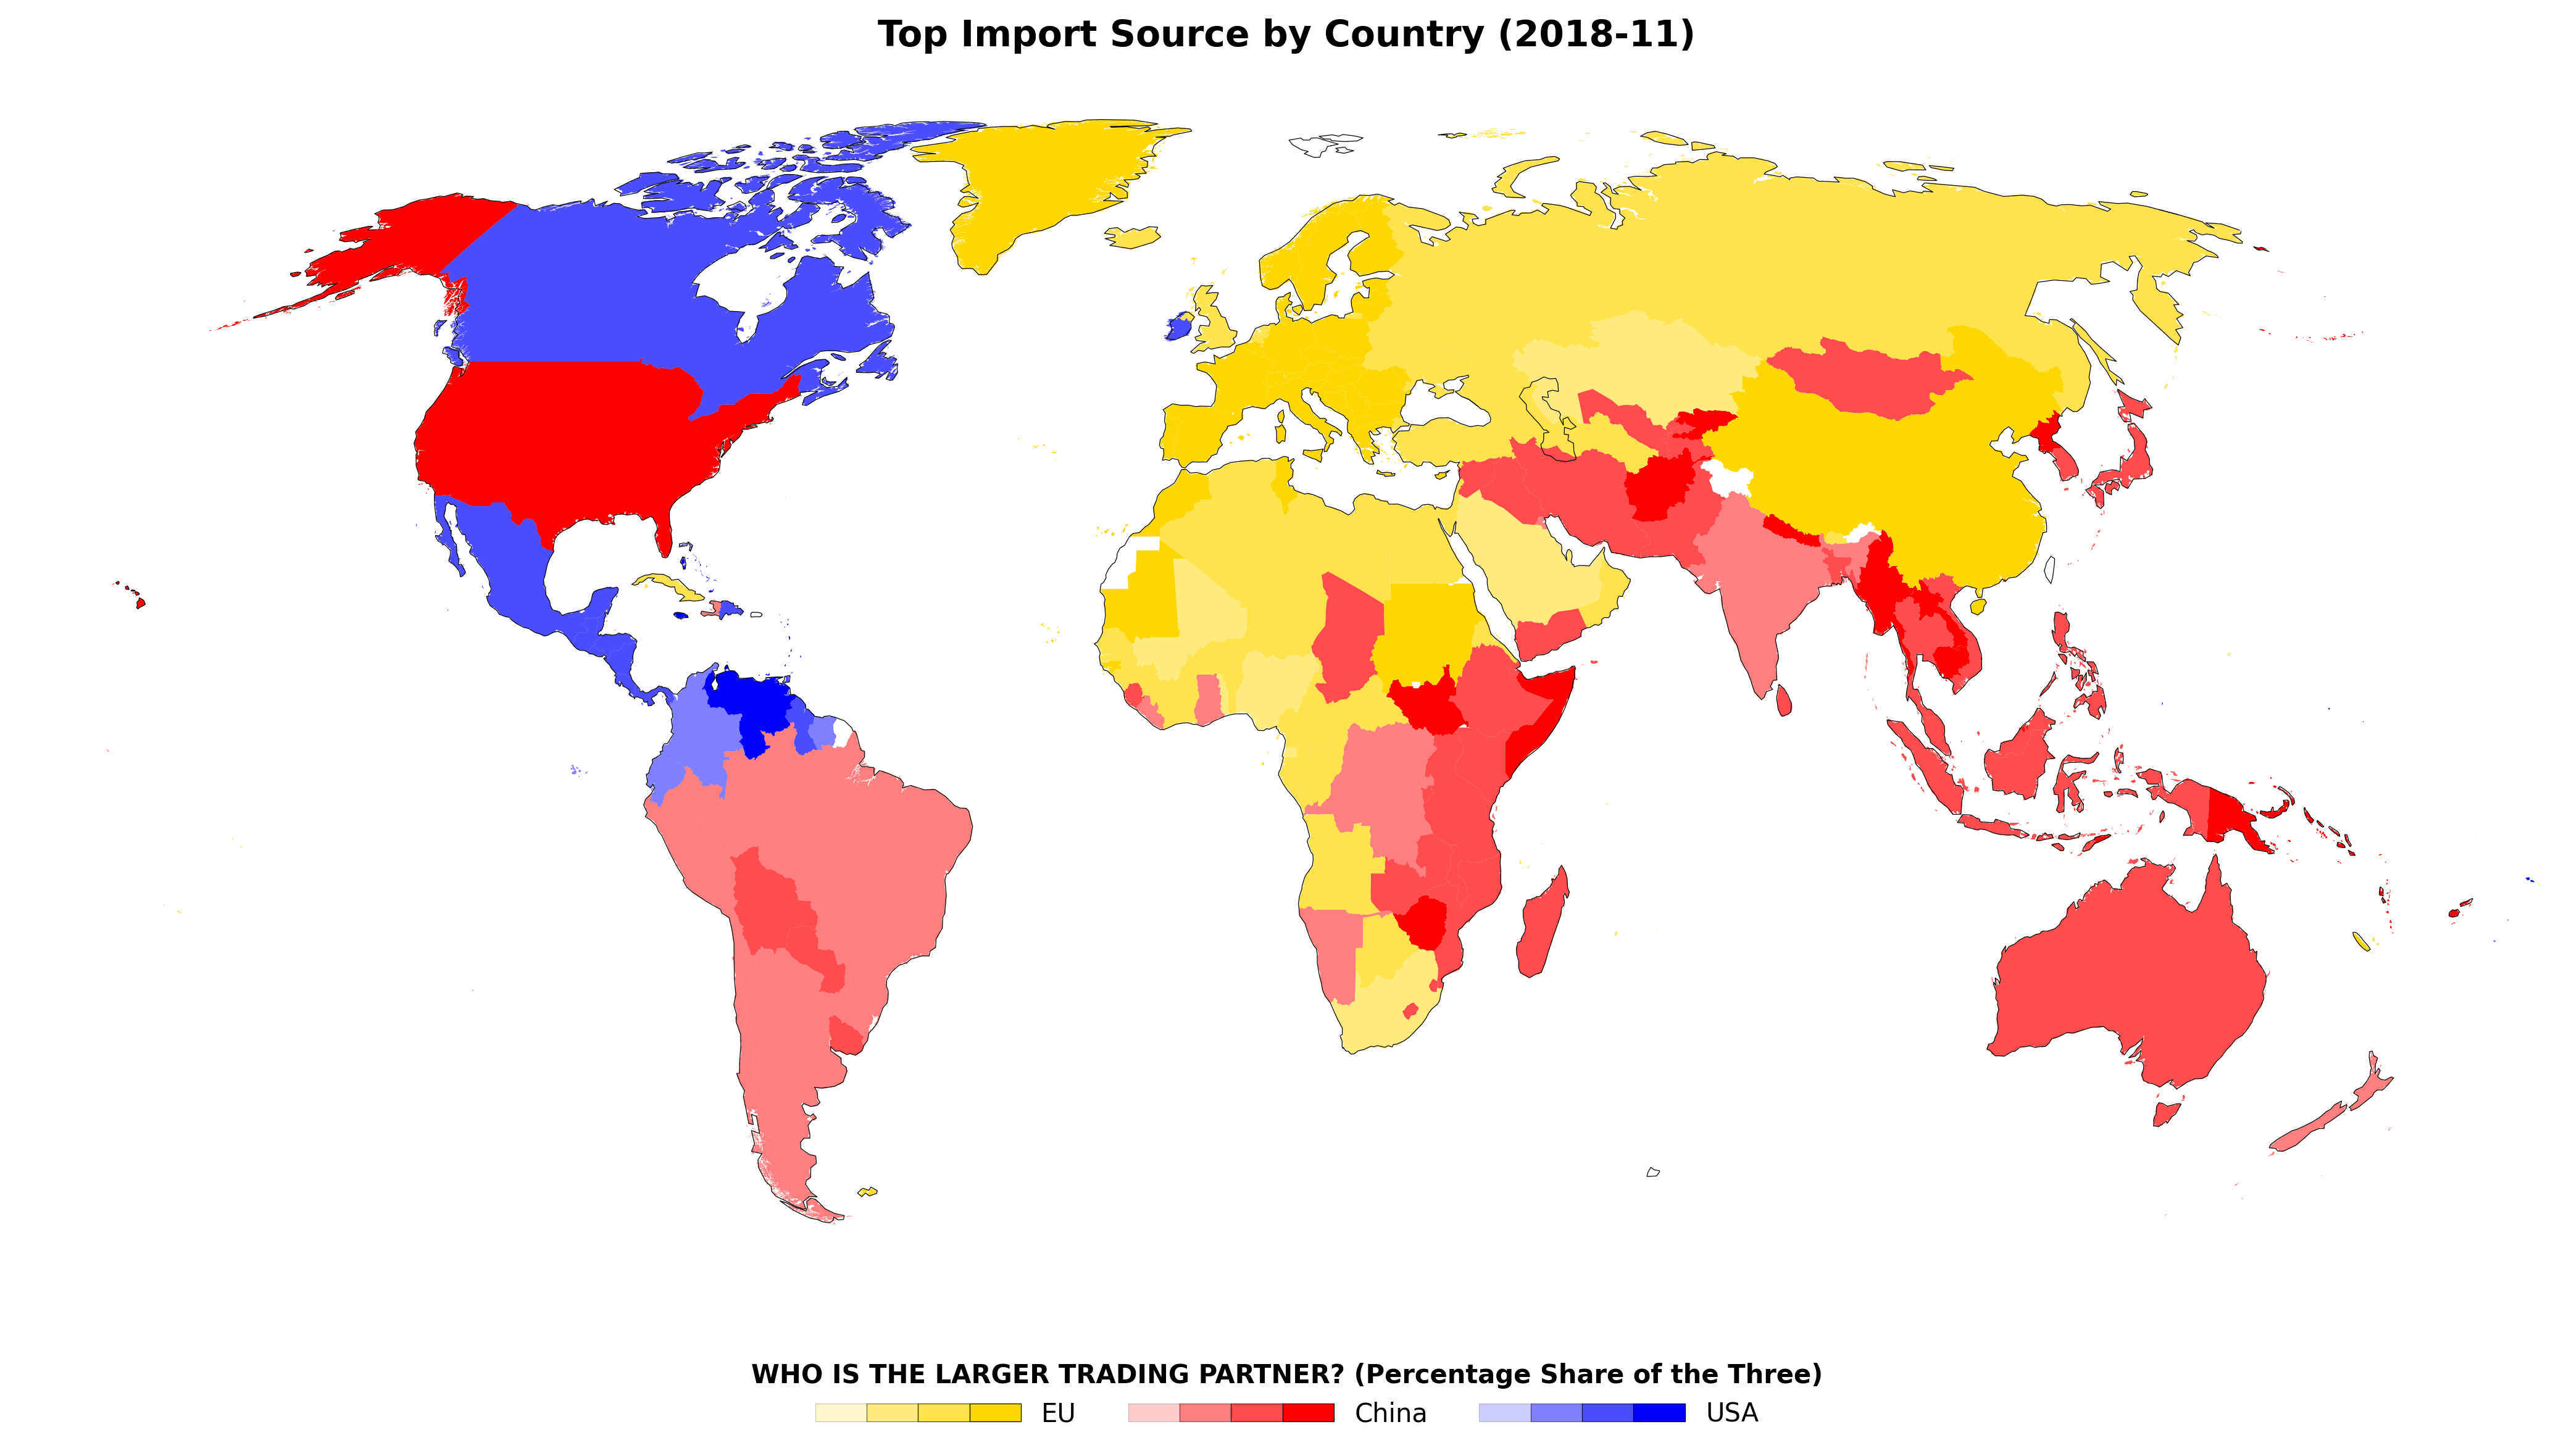 Top Import Source by Country (2018-11)
WHO IS THE LARGER TRADING PARTNER? (Percentage Share of the Three)
EU China USA